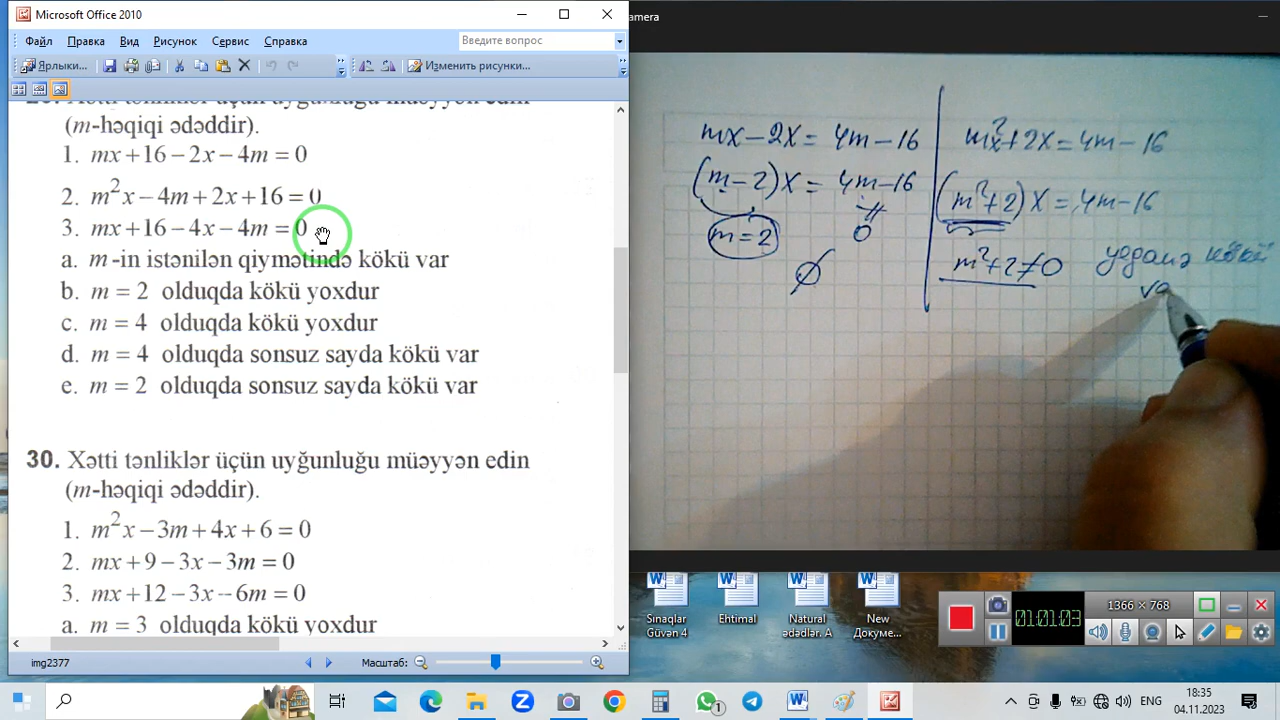 Microsoft Office 2010
Файл Правка Вид Рисунок Сервис Справка
Введите вопрос
Ярлыки...
Изменить рисунки...
(m-həqiqi ədəddir).
1. mx+16−2x−4m=0
2. m²x−4m+2x+16=0
3. mx+16−4x−4m=0
a. m-in istənilən qiymətində kökü var
b. m=2 olduqda kökü yoxdur
c. m=4 olduqda kökü yoxdur
d. m=4 olduqda sonsuz sayda kökü var
e. m=2 olduqda sonsuz sayda kökü var
30. Xətti tənliklər üçün uyğunluğu müəyyən edin
(m-həqiqi ədəddir).
1. m²x−3m+4x+6=0
2. mx+9−3x−3m=0
3. mx+12−3x−6m=0
a. m=3 olduqda kökü yoxdur
img2377
Масштаб:
amera
mx−2x=4m−16
(m−2)x=4m−16
m=2
0
∅
m²x+2x=4m−16
(m²+2)x=4m−16
m²+2≠0 yeganə kökü
va
Sınaqlar
Güvən 4
Ehtimal
Natural
ədədlər. A
New
Докуме...
01:01:03
1366 × 768
1
ENG
18:35
04.11.2023